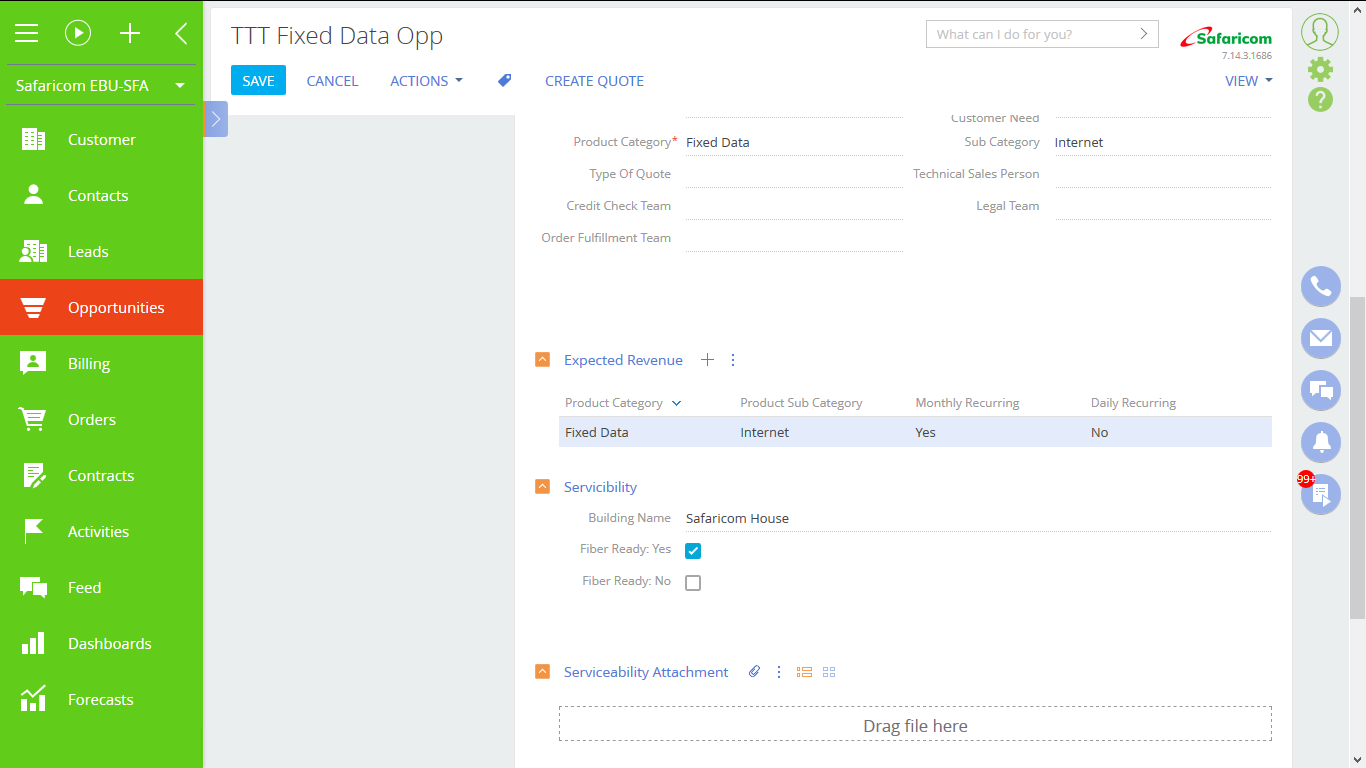 TTT Fixed Data Opp
What can I do for you?
Safaricom
7.14.3.1686
SAVE
CANCEL
ACTIONS
CREATE QUOTE
VIEW
Safaricom EBU-SFA
Customer
Contacts
Leads
Opportunities
Billing
Orders
Contracts
Activities
Feed
Dashboards
Forecasts
Customer Need
Product Category* Fixed Data
Sub Category Internet
Type Of Quote
Technical Sales Person
Credit Check Team
Legal Team
Order Fulfillment Team
Expected Revenue
Product Category Product Sub Category Monthly Recurring Daily Recurring
Fixed Data Internet Yes No
Servicibility
Building Name Safaricom House
Fiber Ready: Yes
Fiber Ready: No
Serviceability Attachment
Drag file here
?
99+